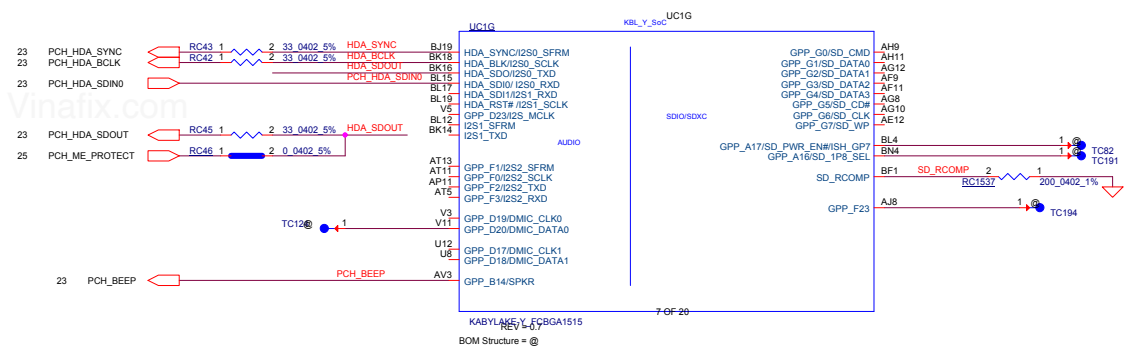 UC1G
KBL_Y_SoC
UC1G
23 PCH_HDA_SYNC RC43 1 2 33_0402_5% HDA_SYNC BJ19 HDA_SYNC/I2S0_SFRM
23 PCH_HDA_BCLK RC42 1 2 33_0402_5% HDA_BCLK BK18 HDA_BLK/I2S0_SCLK
HDA_SDOUT BK16 HDA_SDO/I2S0_TXD
23 PCH_HDA_SDIN0 PCH_HDA_SDIN0 BL15 HDA_SDI0/ I2S0_RXD
BL17 HDA_SDI1/I2S1_RXD
BL19 HDA_RST# /I2S1_SCLK
V5 GPP_D23/I2S_MCLK
BL12 I2S1_SFRM
BK14 I2S1_TXD
Vinafix.com
23 PCH_HDA_SDOUT RC45 1 2 33_0402_5% HDA_SDOUT
25 PCH_ME_PROTECT RC46 1 2 0_0402_5%
AUDIO
AT13 GPP_F1/I2S2_SFRM
AT11 GPP_F0/I2S2_SCLK
AP11 GPP_F2/I2S2_TXD
AT5 GPP_F3/I2S2_RXD
V3 GPP_D19/DMIC_CLK0
@ 1 V11 GPP_D20/DMIC_DATA0
U12 GPP_D17/DMIC_CLK1
U8 GPP_D18/DMIC_DATA1
23 PCH_BEEP PCH_BEEP AV3 GPP_B14/SPKR
GPP_G0/SD_CMD AH9
GPP_G1/SD_DATA0 AH11
GPP_G2/SD_DATA1 AG12
GPP_G3/SD_DATA2 AF9
GPP_G4/SD_DATA3 AF11
GPP_G5/SD_CD# AG8
GPP_G6/SD_CLK AG10
GPP_G7/SD_WP AE12
SDIO/SDXC
GPP_A17/SD_PWR_EN#/ISH_GP7 BL4 1 @ TC82
GPP_A16/SD_1P8_SEL BN4 1 @ TC191
SD_RCOMP BF1 SD_RCOMP 2 1
RC1537 200_0402_1%
GPP_F23 AJ8 1 @ TC194
7 OF 20
KABYLAKE-Y_FCBGA1515
REV = 0.7
BOM Structure = @